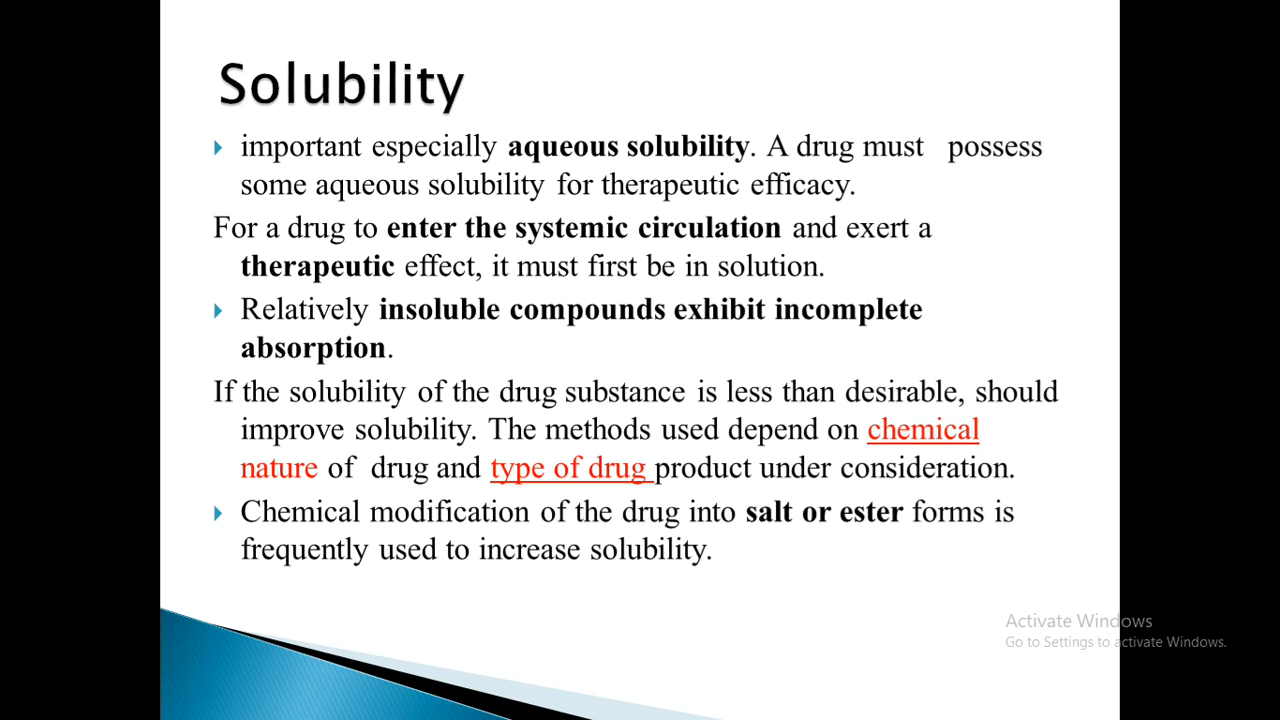 Solubility
important especially aqueous solubility. A drug must possess
some aqueous solubility for therapeutic efficacy.
For a drug to enter the systemic circulation and exert a
therapeutic effect, it must first be in solution.
Relatively insoluble compounds exhibit incomplete
absorption.
If the solubility of the drug substance is less than desirable, should
improve solubility. The methods used depend on chemical
nature of drug and type of drug product under consideration.
Chemical modification of the drug into salt or ester forms is
frequently used to increase solubility.
Activate Windows
Go to Settings to activate Windows.